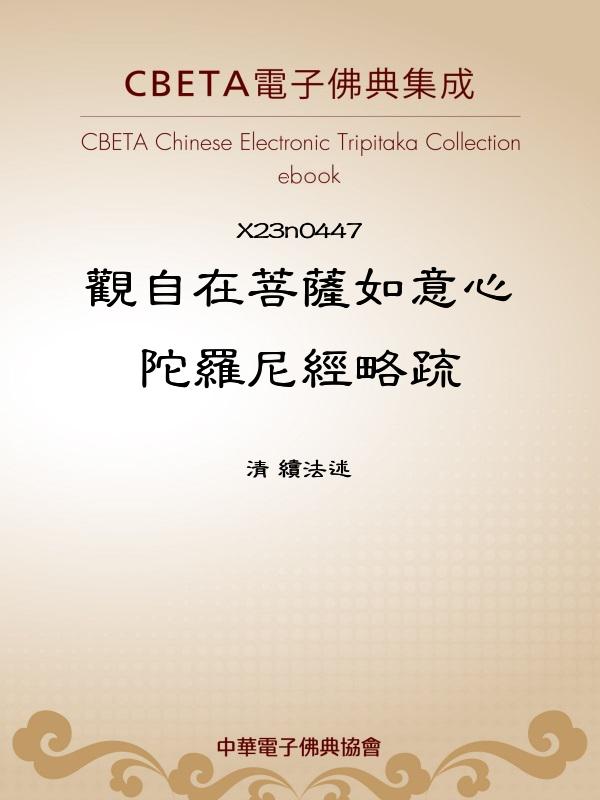 CBETA電子佛典集成
CBETA Chinese Electronic Tripitaka Collection
ebook
X23n0447
觀自在菩薩如意心
陀羅尼經略疏
清 續法述
中華電子佛典協會